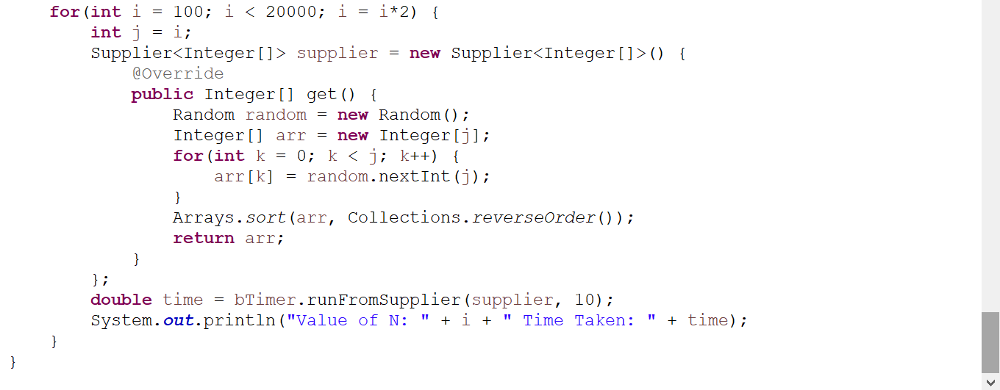 for(int i = 100; i < 20000; i = i*2) {
int j = i;
Supplier<Integer[]> supplier = new Supplier<Integer[]>() {
@Override
public Integer[] get() {
Random random = new Random();
Integer[] arr = new Integer[j];
for(int k = 0; k < j; k++) {
arr[k] = random.nextInt(j);
}
Arrays.sort(arr, Collections.reverseOrder());
return arr;
}
};
double time = bTimer.runFromSupplier(supplier, 10);
System.out.println("Value of N: " + i + " Time Taken: " + time);
}
}